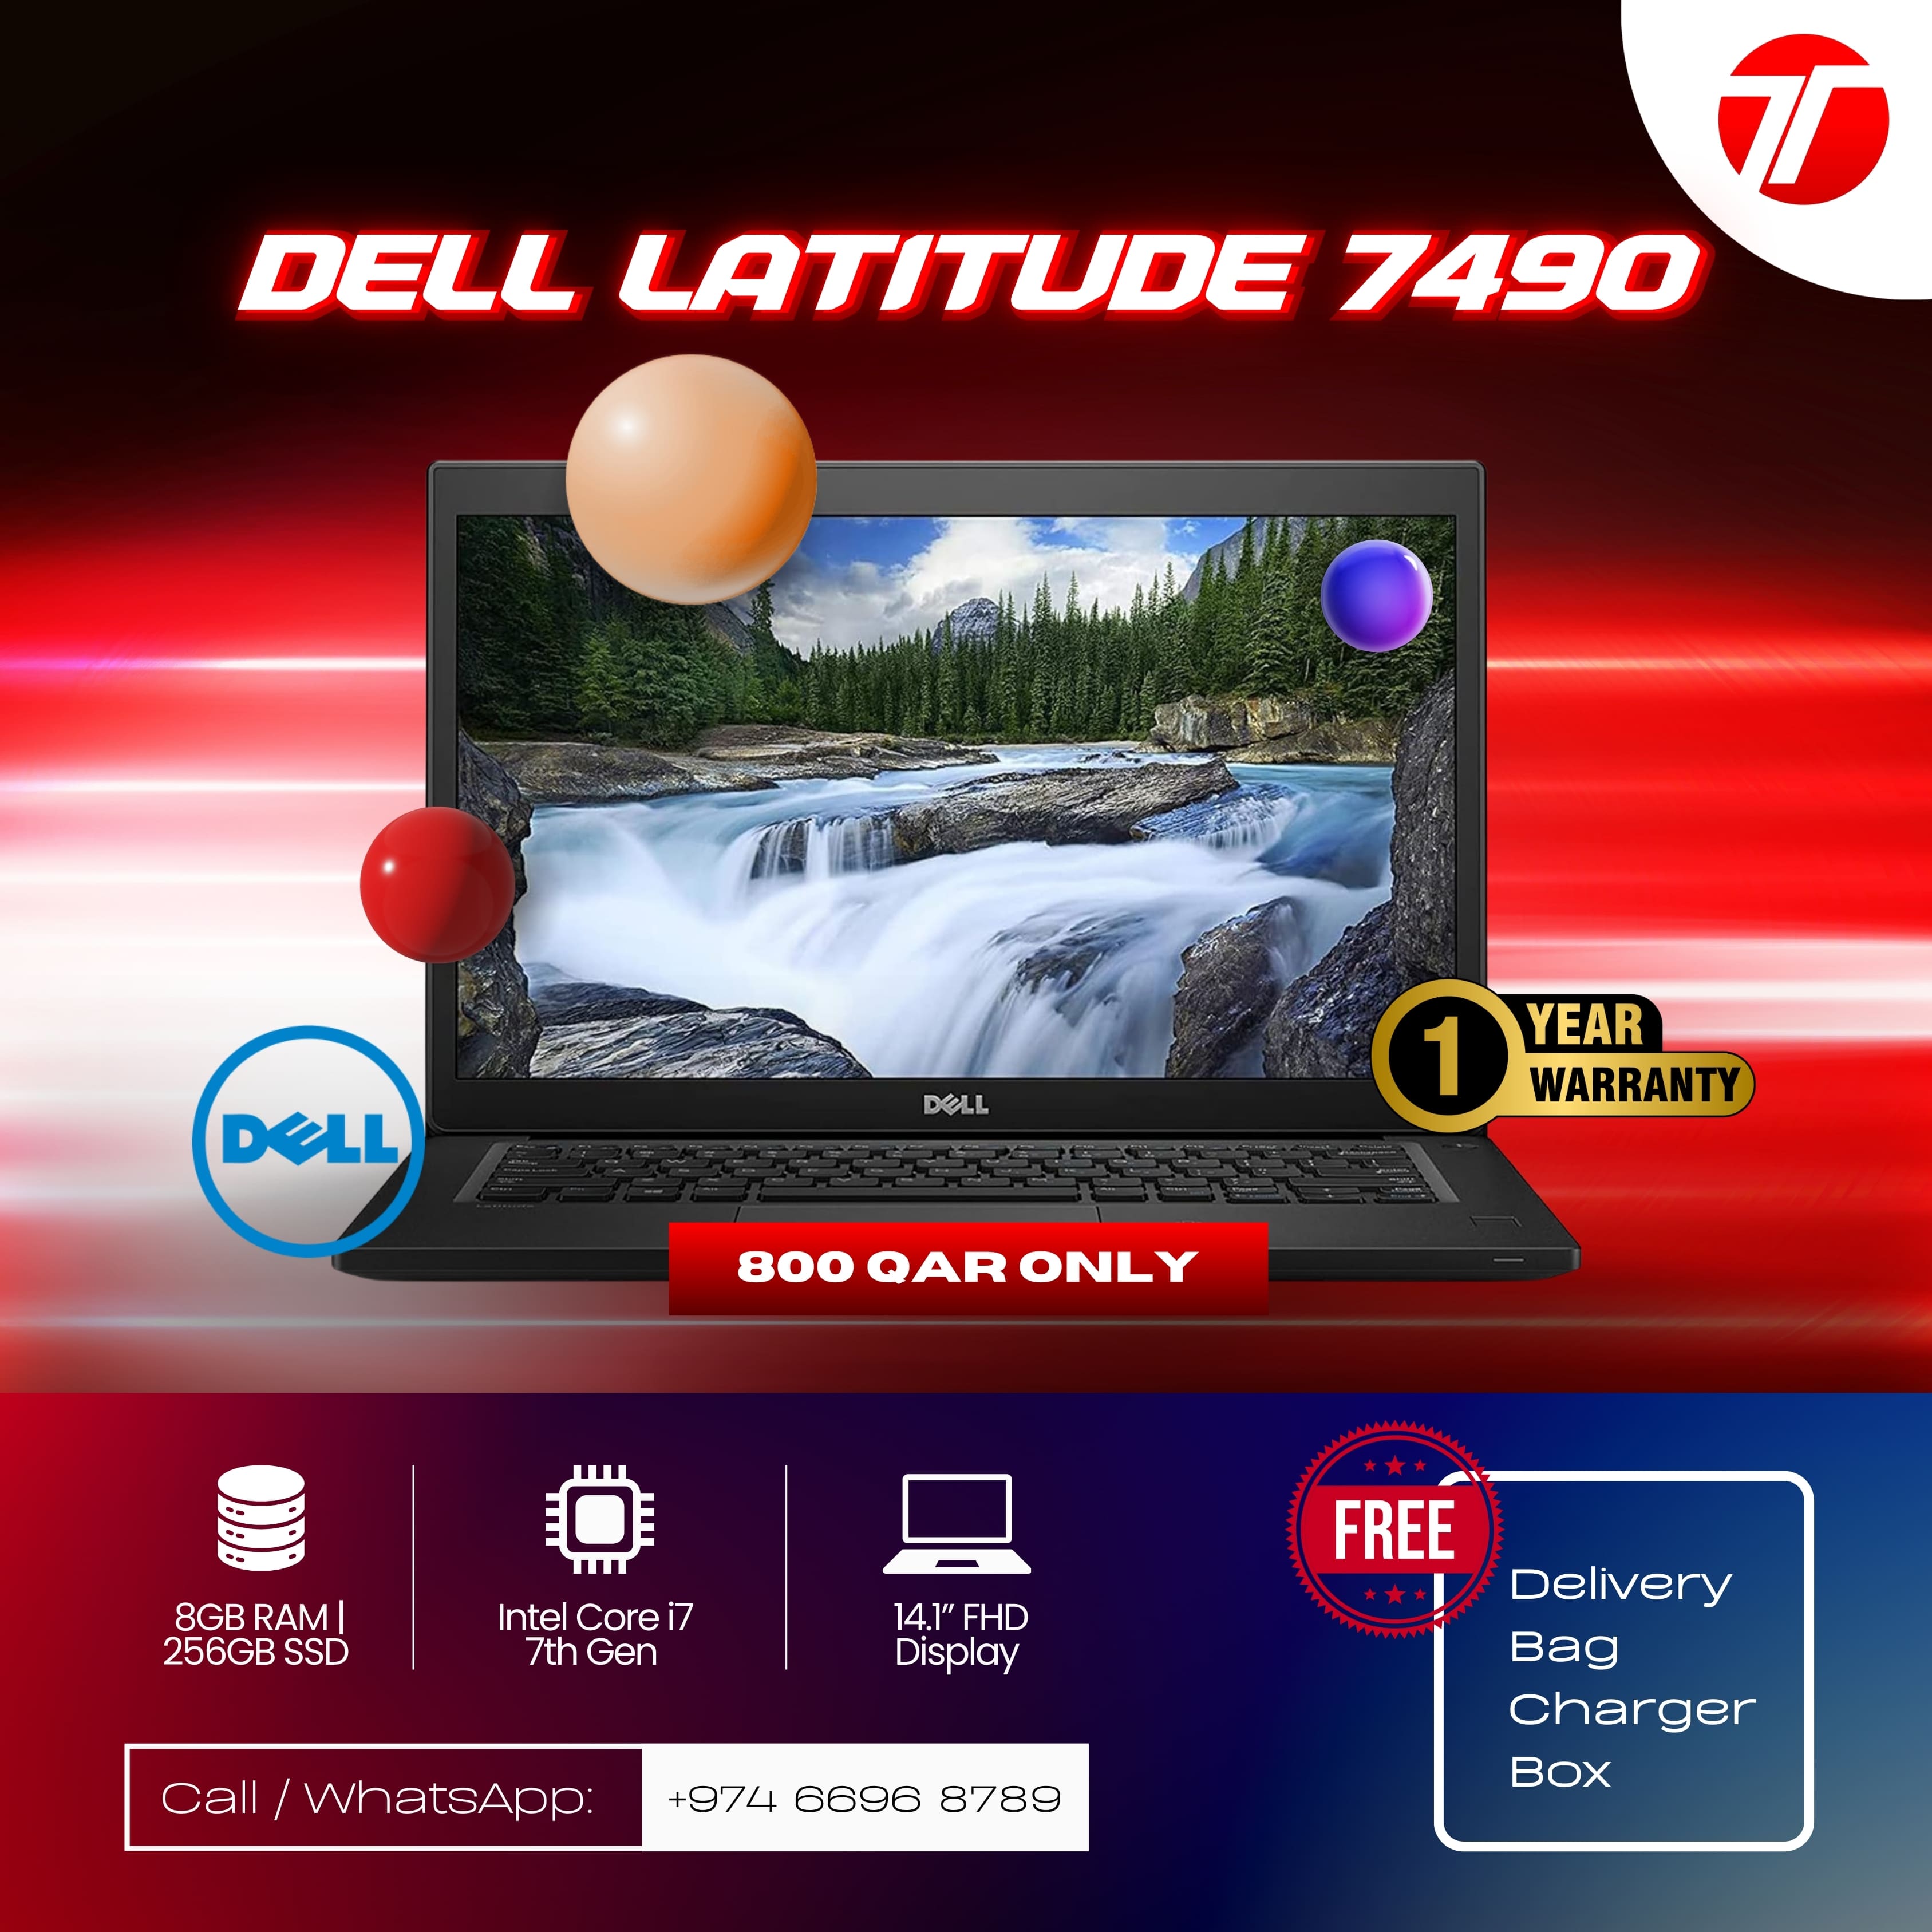 DELL LATITUDE 7490
DELL
DELL
1 YEAR
WARRANTY
800 QAR ONLY
8GB RAM |
256GB SSD
Intel Core i7
7th Gen
14.1” FHD
Display
FREE
Delivery
Bag
Charger
Box
Call / WhatsApp: +974 6696 8789